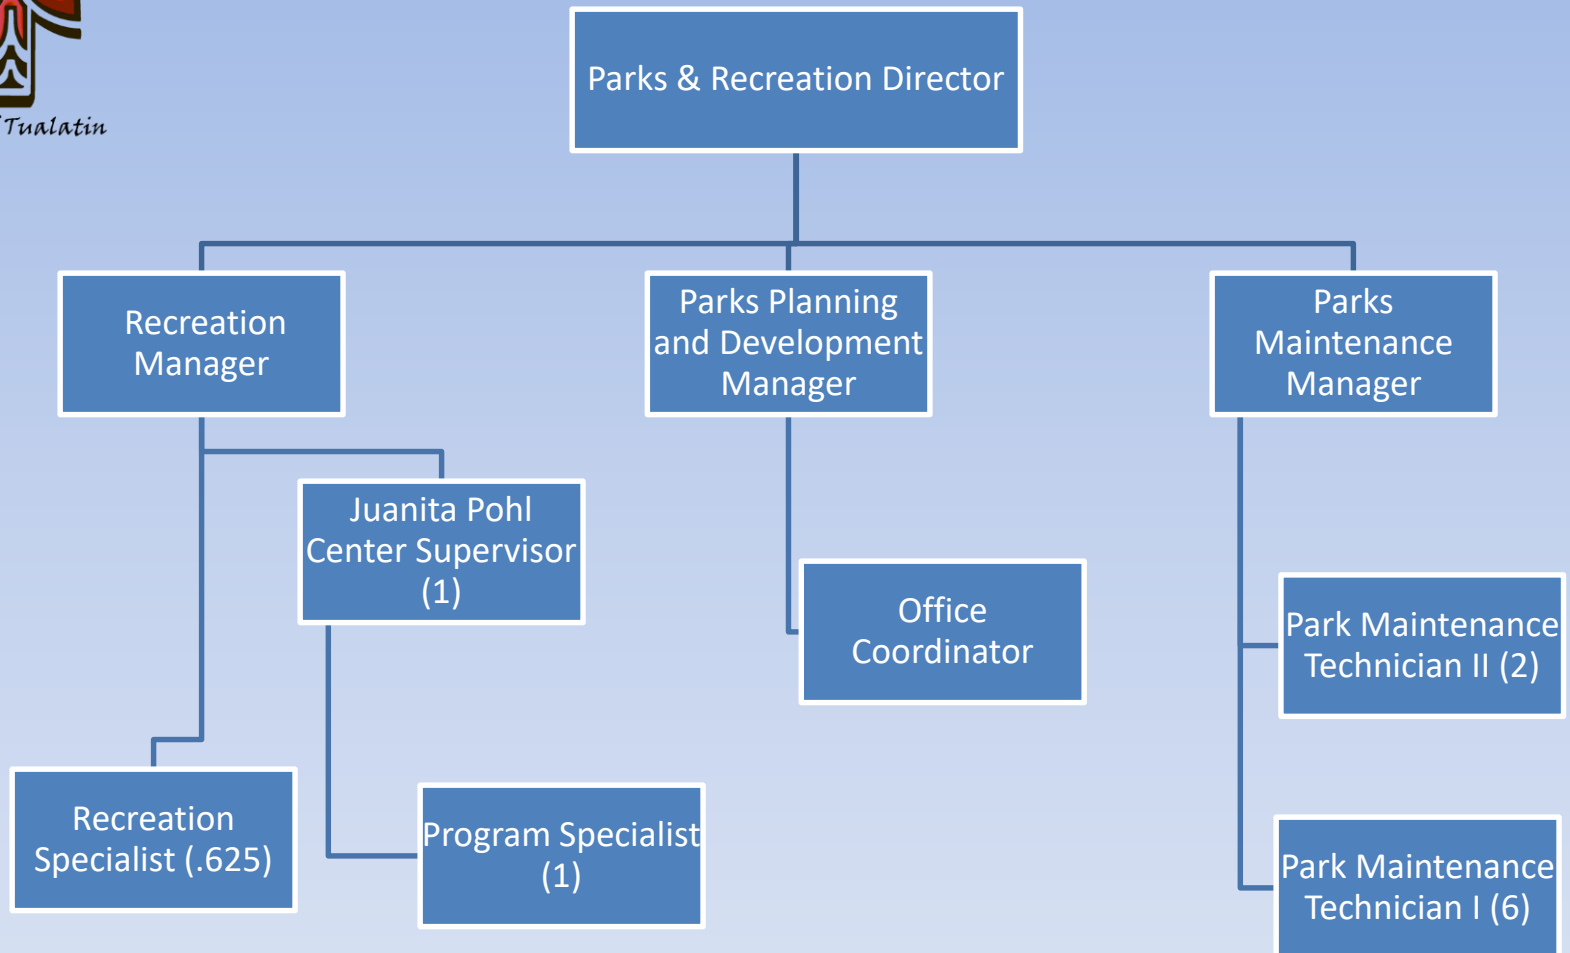 Tualatin
Parks & Recreation Director
Recreation
Manager
Parks Planning
and Development
Manager
Parks
Maintenance
Manager
Juanita Pohl
Center Supervisor
(1)
Office
Coordinator
Park Maintenance
Technician II (2)
Recreation
Specialist (.625)
Program Specialist
(1)
Park Maintenance
Technician I (6)